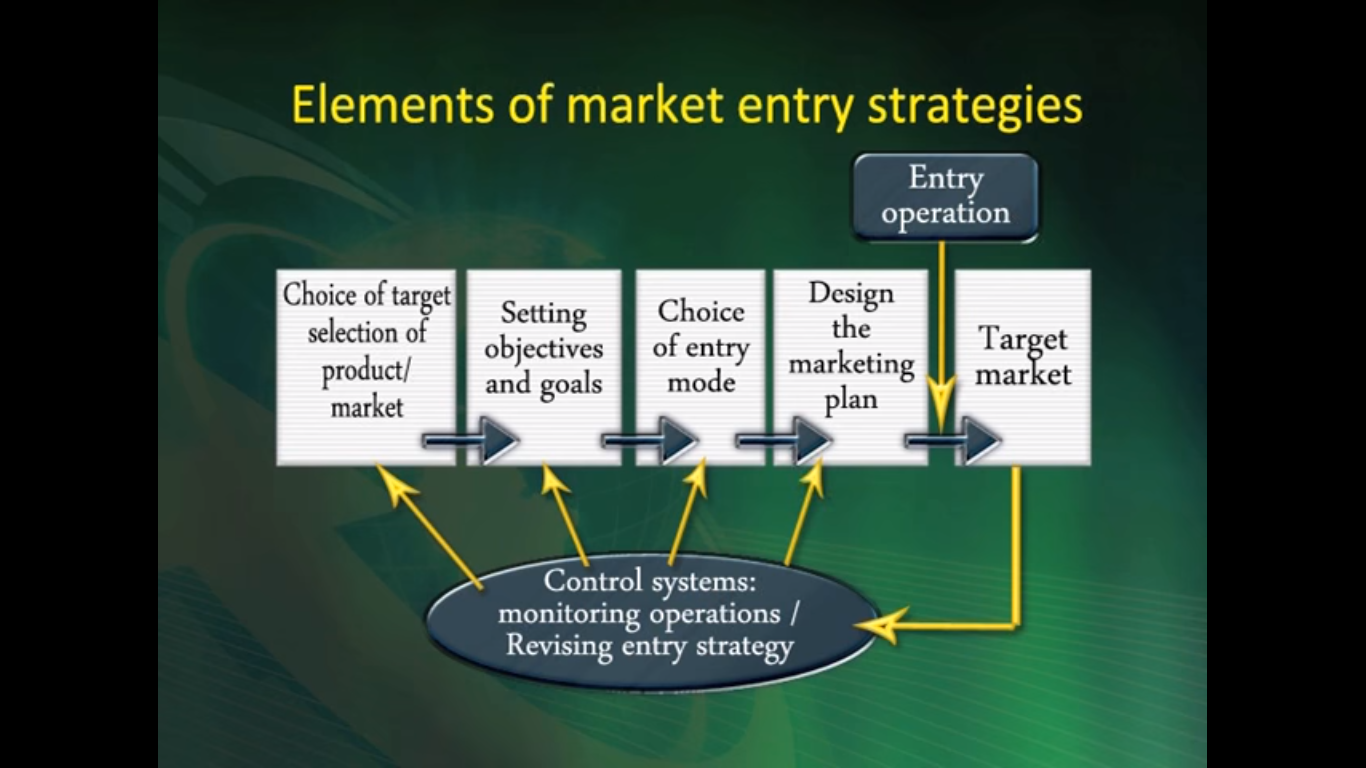 Elements of market entry strategies
Entry
operation
Choice of target
selection of
product/
market
Setting
objectives
and goals
Choice
of entry
mode
Design
the
marketing
plan
Target
market
Control systems:
monitoring operations /
Revising entry strategy